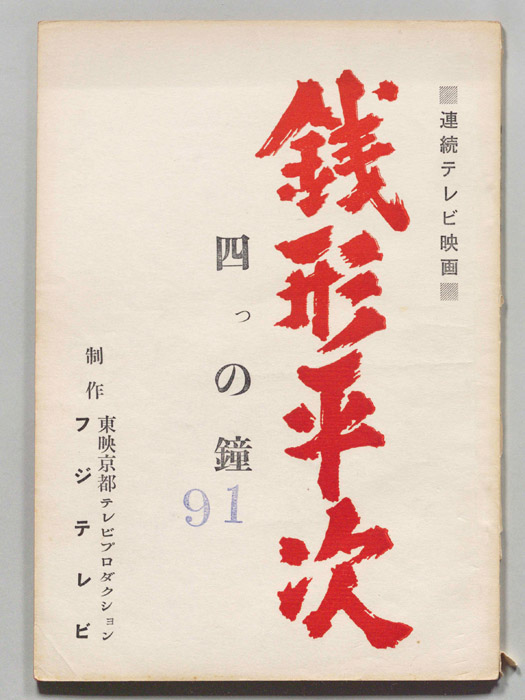 ■連続テレビ映画■
銭形平次
四っの鐘
91
制作
東映京都テレビプロダクション
フジテレビ